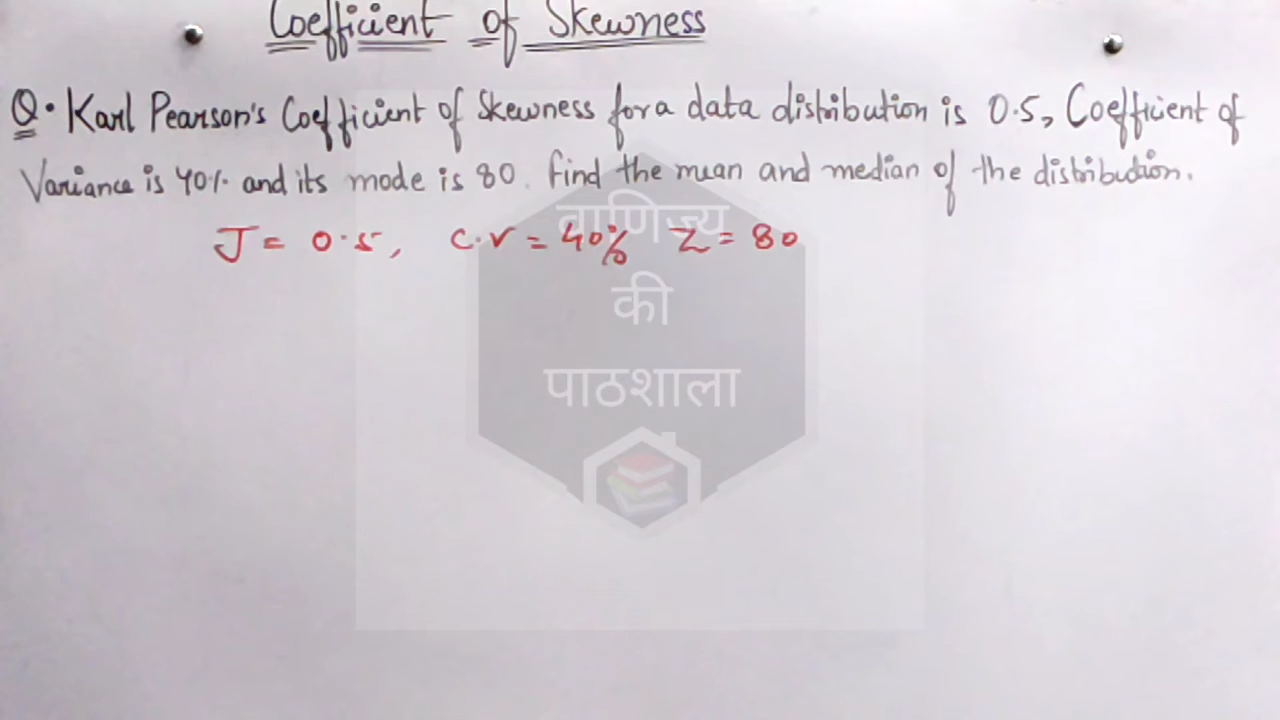 Coefficient of Skewness
Q. Karl Pearson's Coefficient of Skewness for a data distribution is 0.5, Coefficient of
Variance is 40% and its mode is 80. Find the mean and median of the distribution.
J = 0.5, C.V = 40% Z = 80
वाणिज्य
की
पाठशाला